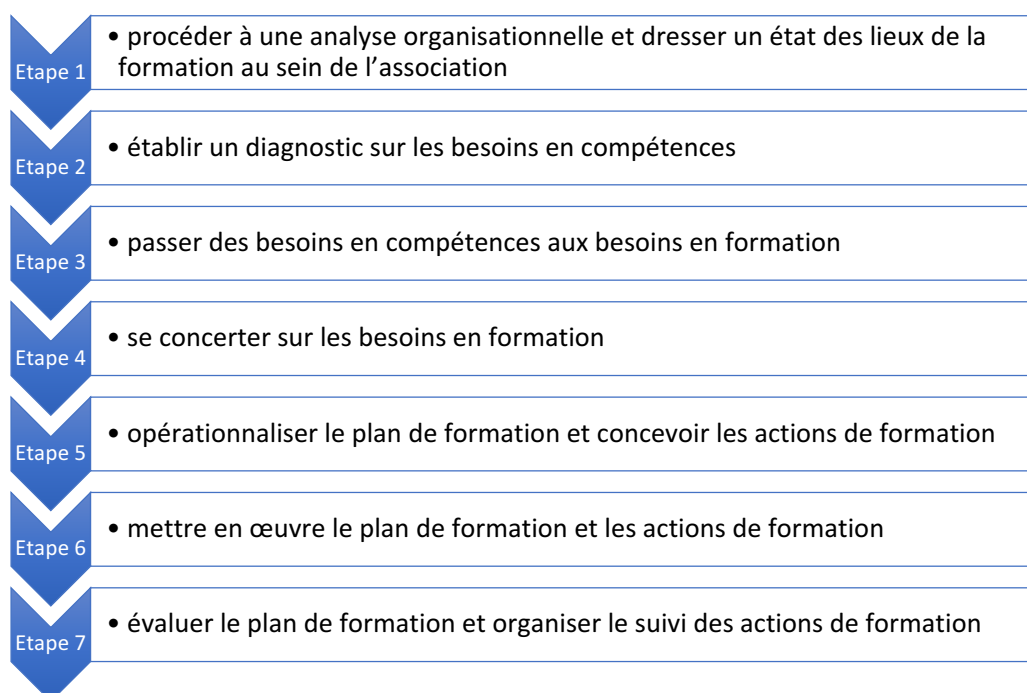 Etape 1
• procéder à une analyse organisationnelle et dresser un état des lieux de la
formation au sein de l'association
Etape 2
• établir un diagnostic sur les besoins en compétences
Etape 3
• passer des besoins en compétences aux besoins en formation
Etape 4
• se concerter sur les besoins en formation
Etape 5
• opérationnaliser le plan de formation et concevoir les actions de formation
Etape 6
• mettre en œuvre le plan de formation et les actions de formation
Etape 7
• évaluer le plan de formation et organiser le suivi des actions de formation